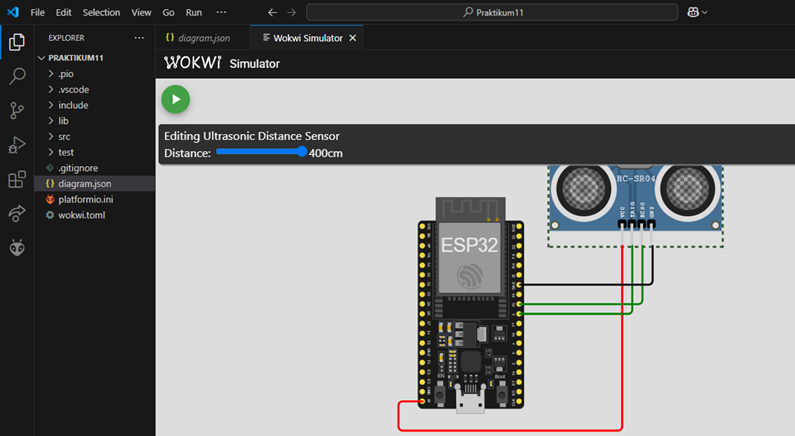 File Edit Selection View Go Run ··· Praktikum11
EXPLORER ···
PRAKTIKUM11
.pio
.vscode
include
lib
src
test
.gitignore
{} diagram.json
platformio.ini
wokwi.toml
{} diagram.json
Wokwi Simulator
WOKWI Simulator
Editing Ultrasonic Distance Sensor
Distance: 400cm
HC-SR04
VCC
TRIG
ECHO
GND
ESP32
EN
Boot